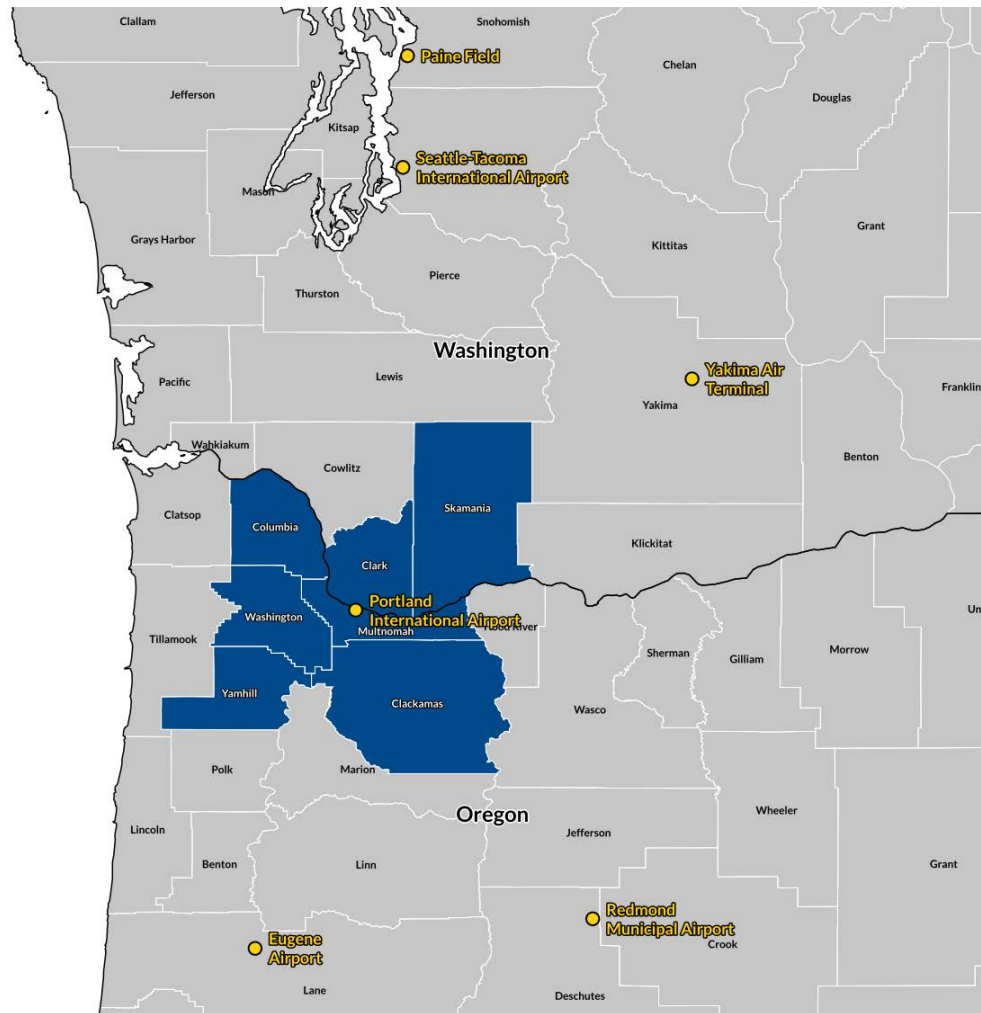 Clallam
Snohomish
Paine Field
Chelan
Jefferson
Douglas
Kitsap
Seattle-Tacoma
International Airport
Mason
Grant
Grays Harbor
Kittitas
Pierce
Thurston
Washington
Lewis
Yakima Air
Terminal
Pacific
Franklin
Yakima
Wahkiakum
Benton
Cowlitz
Skamania
Clatsop
Columbia
Klickitat
Clark
Portland
International Airport
Washington
Um
Hood River
Multnomah
Tillamook
Sherman
Morrow
Gilliam
Yamhill
Clackamas
Wasco
Polk
Marion
Wheeler
Oregon
Lincoln
Jefferson
Benton
Linn
Grant
Redmond
Municipal Airport
Eugene
Airport
Crook
Lane
Deschutes